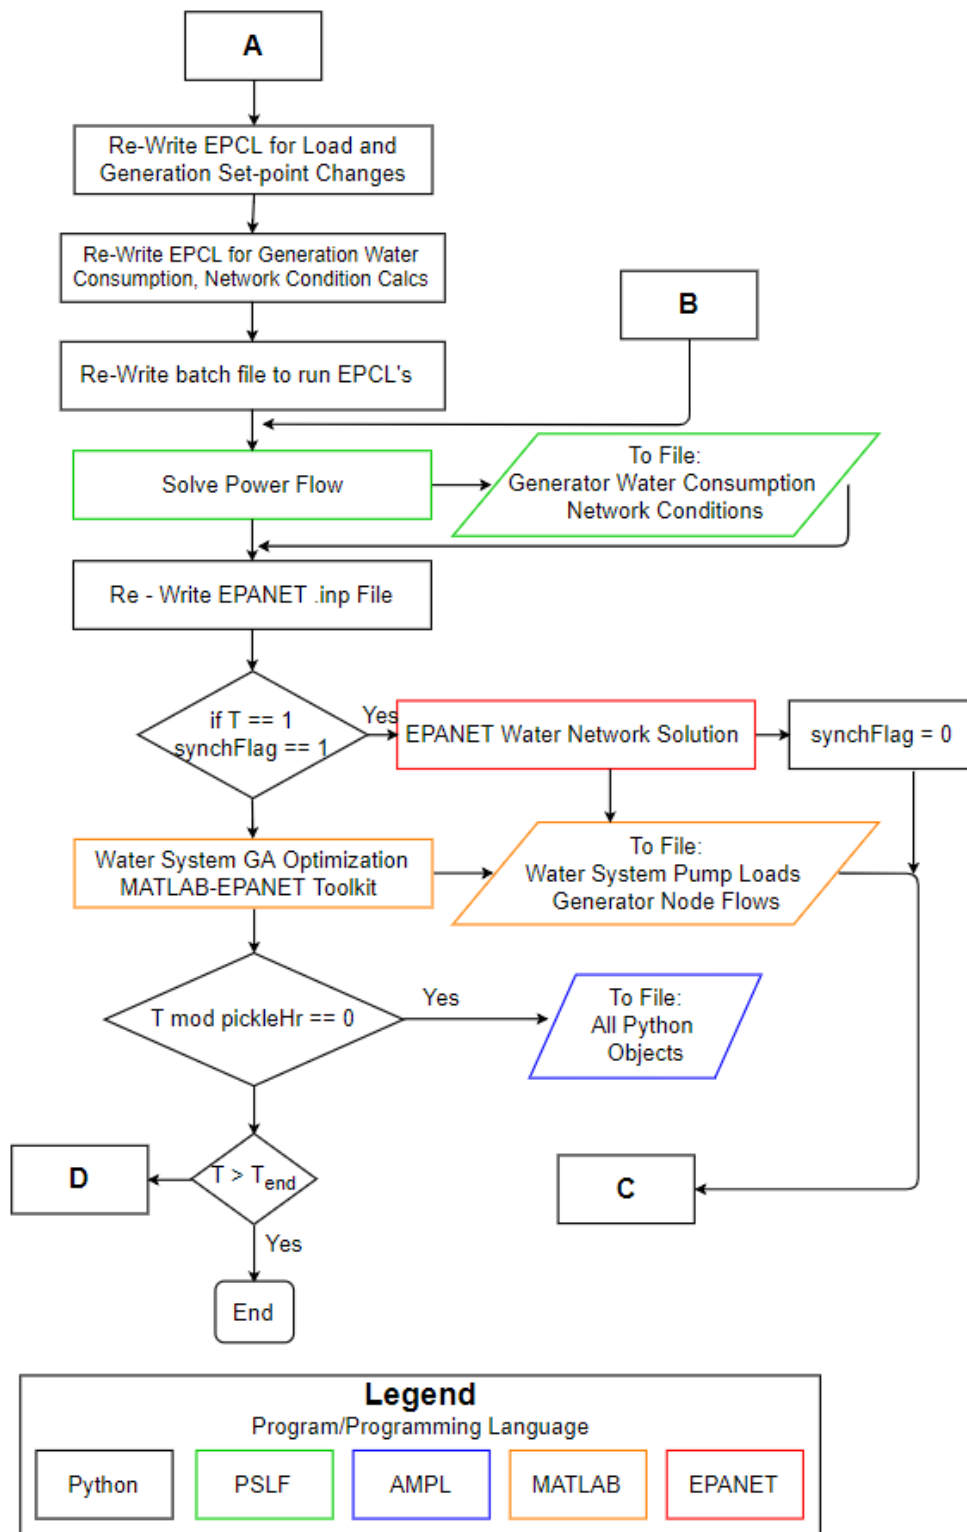 A
Re-Write EPCL for Load and
Generation Set-point Changes
Re-Write EPCL for Generation Water
Consumption, Network Condition Calcs
B
Re-Write batch file to run EPCL's
Solve Power Flow
To File:
Generator Water Consumption
Network Conditions
Re - Write EPANET .inp File
if T == 1
synchFlag == 1
Yes
EPANET Water Network Solution
synchFlag = 0
Water System GA Optimization
MATLAB-EPANET Toolkit
To File:
Water System Pump Loads
Generator Node Flows
T mod pickleHr == 0
Yes
To File:
All Python
Objects
D
T > Tend
C
Yes
End
Legend
Program/Programming Language
Python
PSLF
AMPL
MATLAB
EPANET